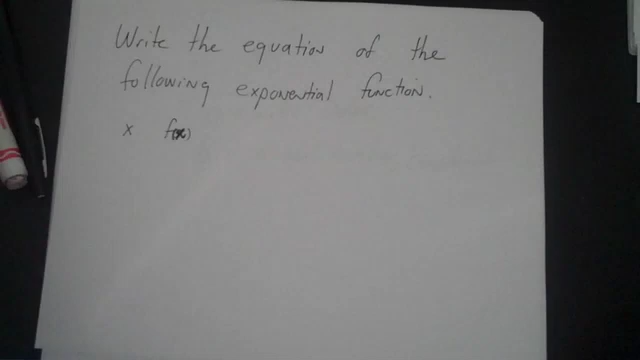 Write the equation of the
following exponential function.
x f(x)